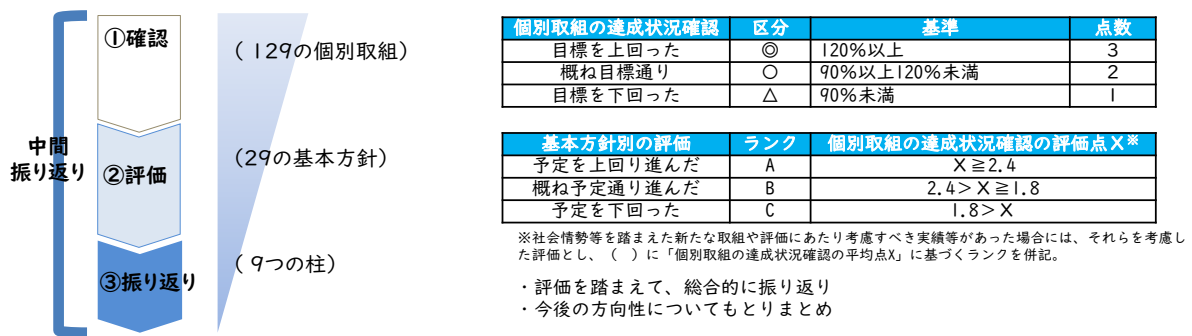 中間
振り返り
①確認
(129の個別取組)
②評価
(29の基本方針)
③振り返り
(9つの柱)
個別取組の達成状況確認 区分 基準 点数
目標を上回った ◎ 120%以上 3
概ね目標通り ○ 90%以上120%未満 2
目標を下回った △ 90%未満 1
基本方針別の評価 ランク 個別取組の達成状況確認の評価点X※
予定を上回り進んだ A X≧2.4
概ね予定通り進んだ B 2.4>X≧1.8
予定を下回った C 1.8>X
※社会情勢等を踏まえた新たな取組や評価にあたり考慮すべき実績等があった場合には、それらを考慮し
た評価とし、( )に「個別取組の達成状況確認の平均点X」に基づくランクを併記。
・評価を踏まえて、総合的に振り返り
・今後の方向性についてもとりまとめ